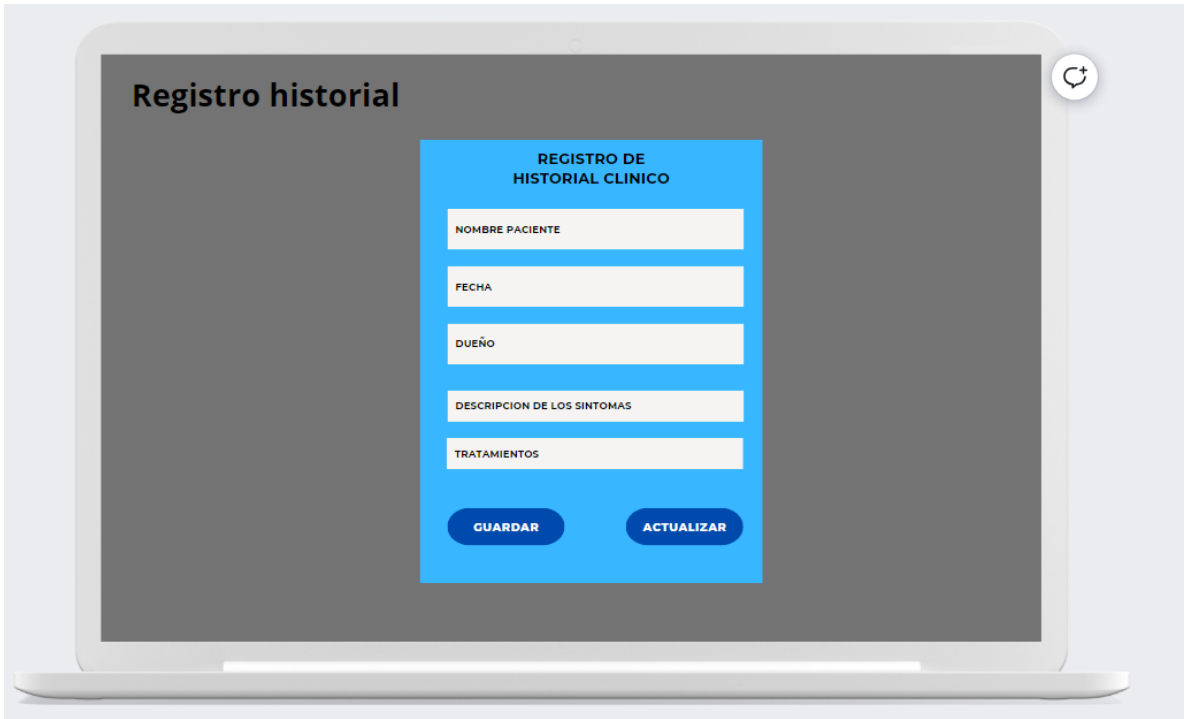 Registro historial
REGISTRO DE
HISTORIAL CLINICO
NOMBRE PACIENTE
FECHA
DUEÑO
DESCRIPCION DE LOS SINTOMAS
TRATAMIENTOS
GUARDAR
ACTUALIZAR